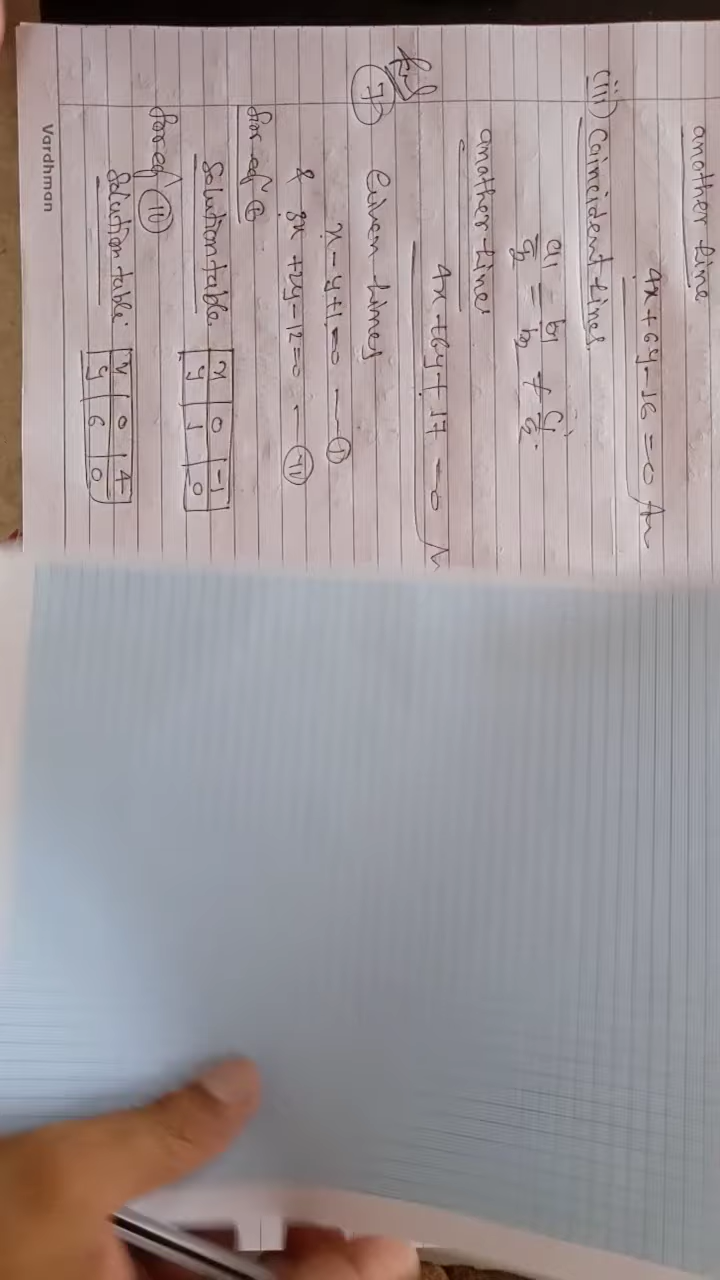 another line
4x + 6y - 16 = 0
(iii) Coincident lines
a1/a2 = b1/b2 ≠ c1/c2
another line
4x + 6y + 17 = 0
7) Given lines
x - y + 1 = 0 — (I)
& 3x + 2y - 12 = 0 — (II)
for eq I
Solution table
x 0 -1
y 1 0
for eq (II)
Solution table
x 0 4
y 6 0
Vardhman